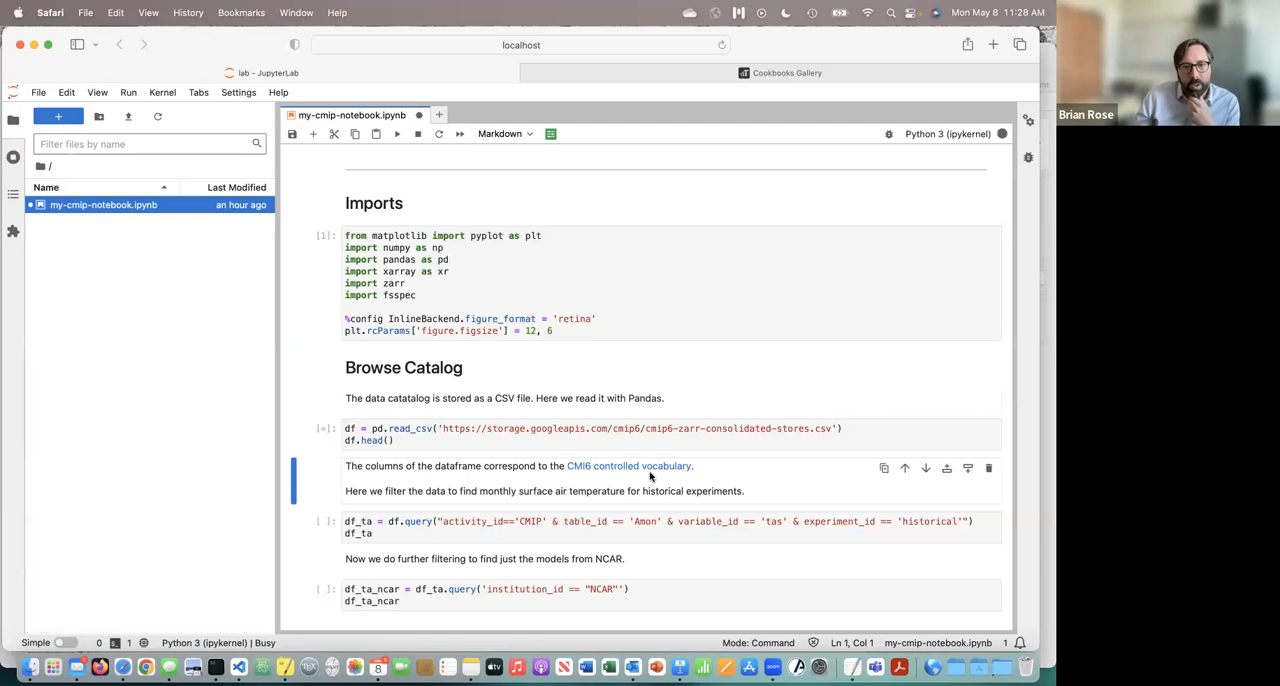 Safari File Edit View History Bookmarks Window Help Mon May 8 11:28 AM
localhost
lab - JupyterLab Cookbooks Gallery
File Edit View Run Kernel Tabs Settings Help
my-cmip-notebook.ipynb
Markdown Python 3 (ipykernel)
Filter files by name
/
Name Last Modified
my-cmip-notebook.ipynb an hour ago
Imports
[1]: from matplotlib import pyplot as plt
import numpy as np
import pandas as pd
import xarray as xr
import zarr
import fsspec
%config InlineBackend.figure_format = 'retina'
plt.rcParams['figure.figsize'] = 12, 6
Browse Catalog
The data catatalog is stored as a CSV file. Here we read it with Pandas.
[*]: df = pd.read_csv('https://storage.googleapis.com/cmip6/cmip6-zarr-consolidated-stores.csv')
df.head()
The columns of the dataframe correspond to the CMI6 controlled vocabulary.
Here we filter the data to find monthly surface air temperature for historical experiments.
[ ]: df_ta = df.query("activity_id=='CMIP' & table_id == 'Amon' & variable_id == 'tas' & experiment_id == 'historical'")
df_ta
Now we do further filtering to find just the models from NCAR.
[ ]: df_ta_ncar = df_ta.query('institution_id == "NCAR"')
df_ta_ncar
Simple 0 1 Python 3 (ipykernel) | Busy Mode: Command Ln 1, Col 1 my-cmip-notebook.ipynb 1
Brian Rose